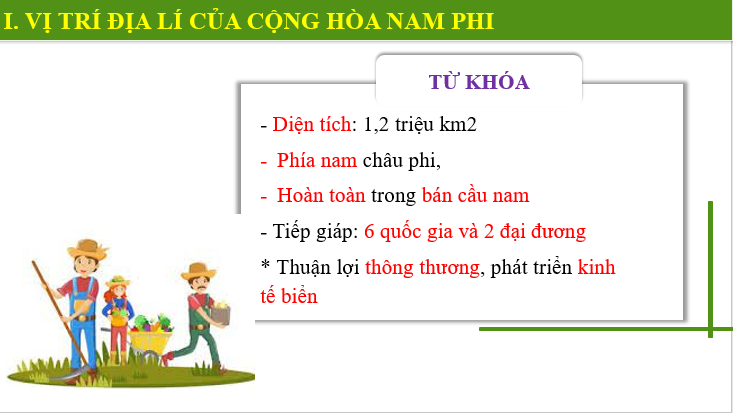 I. VỊ TRÍ ĐỊA LÍ CỦA CỘNG HÒA NAM PHI
TỪ KHÓA
- Diện tích: 1,2 triệu km2
- Phía nam châu phi,
- Hoàn toàn trong bán cầu nam
- Tiếp giáp: 6 quốc gia và 2 đại đương
* Thuận lợi thông thương, phát triển kinh
tế biển